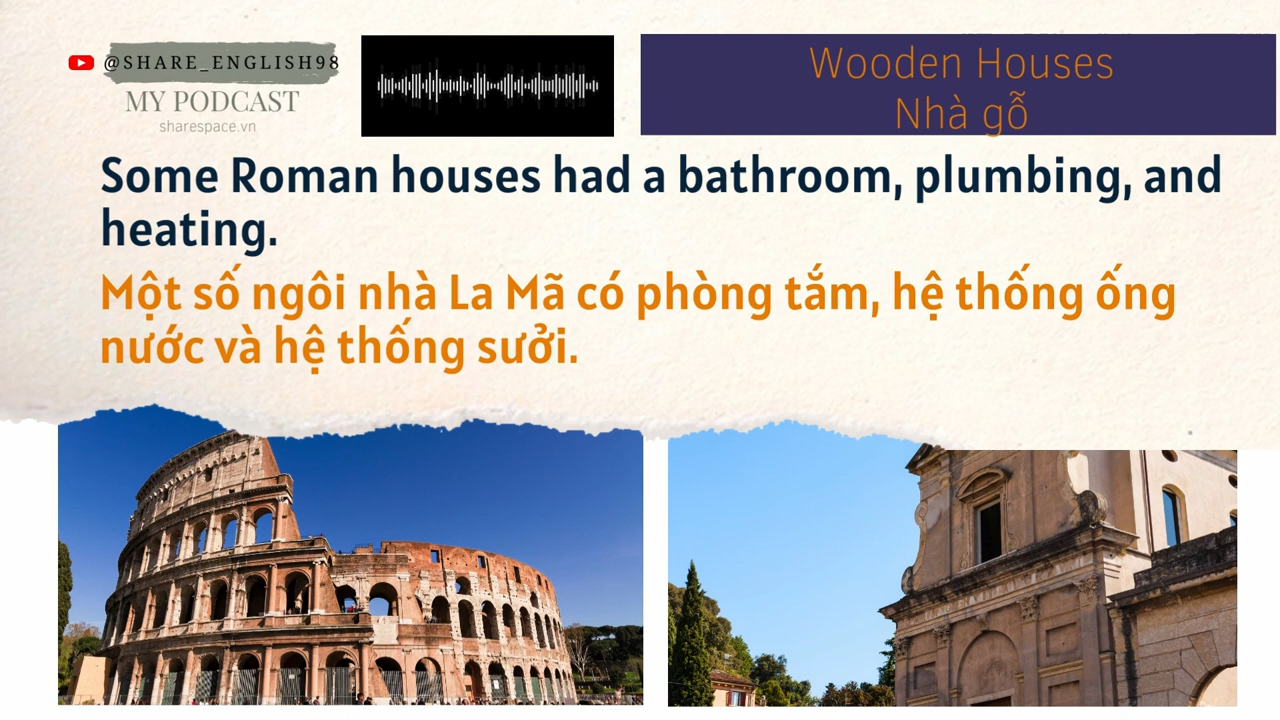 @SHARE_ENGLISH98
MY PODCAST
sharespace.vn
Wooden Houses
Nhà gỗ
Some Roman houses had a bathroom, plumbing, and
heating.
Một số ngôi nhà La Mã có phòng tắm, hệ thống ống
nước và hệ thống sưởi.